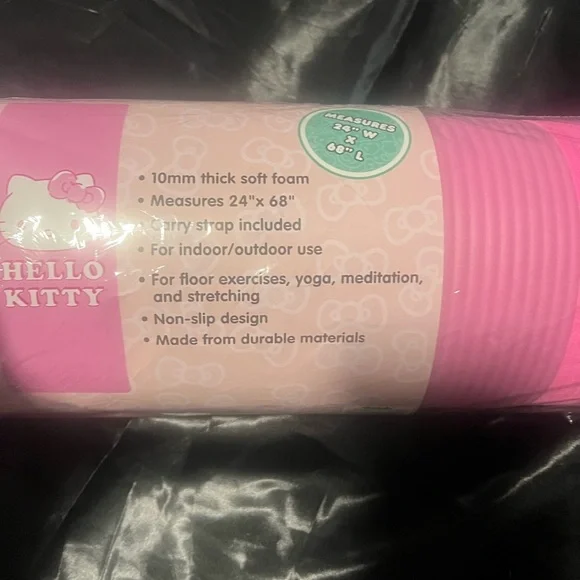 MEASURES
24" W
X
68" L
• 10mm thick soft foam
• Measures 24"x 68"
• Carry strap included
• For indoor/outdoor use
• For floor exercises, yoga, meditation,
and stretching
• Non-slip design
• Made from durable materials
HELLO
KITTY